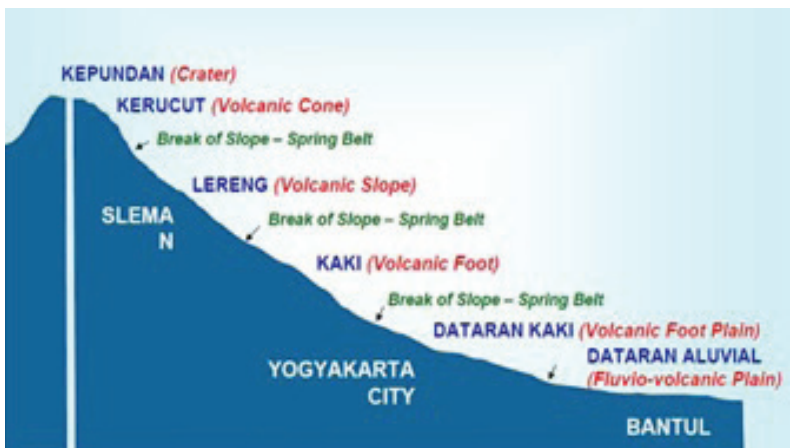 KEPUNDAN (Crater)
KERUCUT (Volcanic Cone)
Break of Slope – Spring Belt
LERENG (Volcanic Slope)
SLEMA
N
Break of Slope – Spring Belt
KAKI (Volcanic Foot)
Break of Slope – Spring Belt
DATARAN KAKI (Volcanic Foot Plain)
DATARAN ALUVIAL
(Fluvio-volcanic Plain)
YOGYAKARTA
CITY
BANTUL